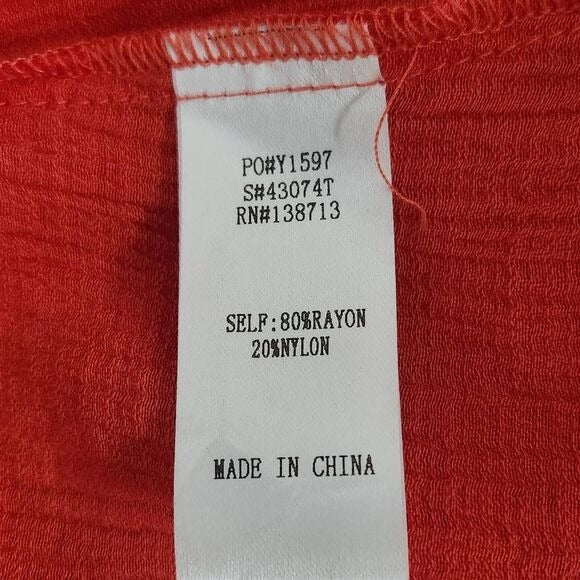 PO#Y1597
S#43074T
RN#138713
SELF:80%RAYON
20%NYLON
MADE IN CHINA